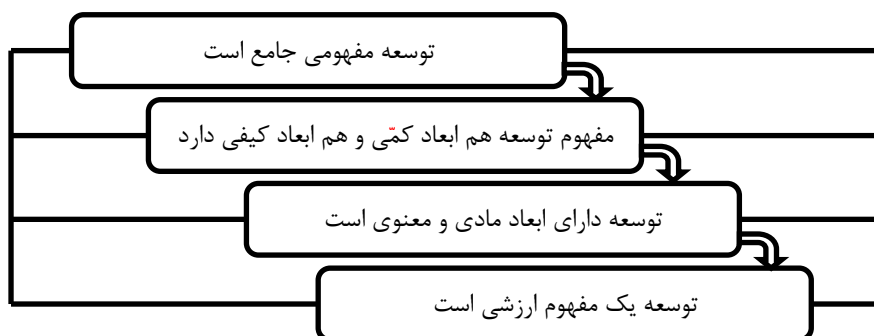 توسعه مفهومی جامع است
مفهوم توسعه هم ابعاد کمّی و هم ابعاد کیفی دارد
توسعه دارای ابعاد مادی و معنوی است
توسعه یک مفهوم ارزشی است